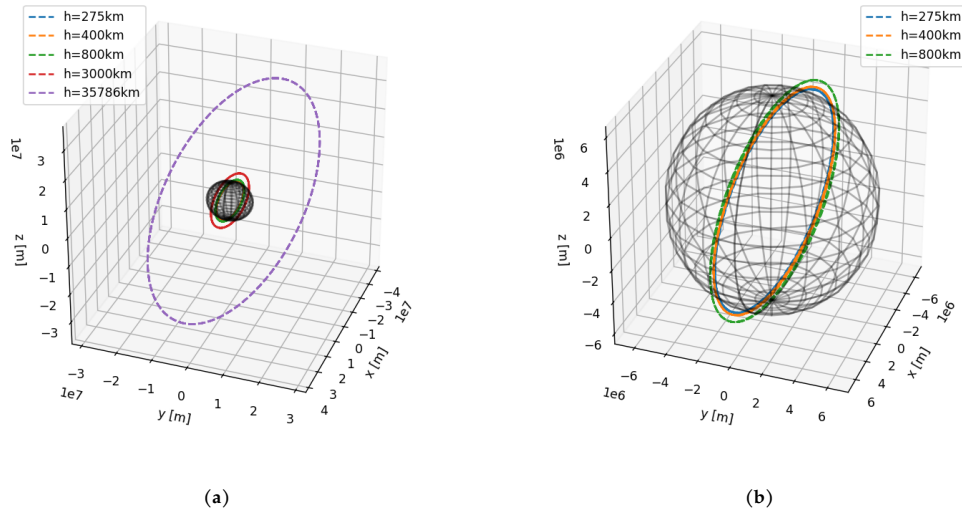 h=275km
h=400km
h=800km
h=3000km
h=35786km
1e7
3
2
1
0
−1
−2
−3
z [m]
−3
−2
−1
0
1
2
3
1e7
y [m]
−4
−3
−2
−1
0
1
2
3
4
1e7
x [m]
(a)
h=275km
h=400km
h=800km
1e6
6
4
2
0
−2
−4
−6
z [m]
−6
−4
−2
0
2
4
6
1e6
y [m]
−6
−4
−2
0
2
4
6
1e6
x [m]
(b)